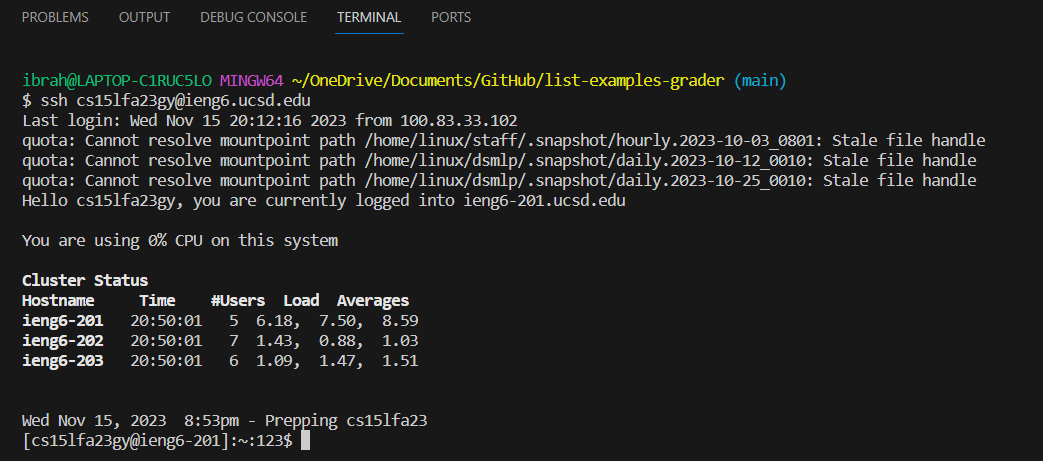 PROBLEMS OUTPUT DEBUG CONSOLE TERMINAL PORTS
ibrah@LAPTOP-C1RUC5LO MINGW64 ~/OneDrive/Documents/GitHub/list-examples-grader (main)
$ ssh cs15lfa23gy@ieng6.ucsd.edu
Last login: Wed Nov 15 20:12:16 2023 from 100.83.33.102
quota: Cannot resolve mountpoint path /home/linux/staff/.snapshot/hourly.2023-10-03_0801: Stale file handle
quota: Cannot resolve mountpoint path /home/linux/dsmlp/.snapshot/daily.2023-10-12_0010: Stale file handle
quota: Cannot resolve mountpoint path /home/linux/dsmlp/.snapshot/daily.2023-10-25_0010: Stale file handle
Hello cs15lfa23gy, you are currently logged into ieng6-201.ucsd.edu
You are using 0% CPU on this system
Cluster Status
Hostname     Time    #Users  Load  Averages
ieng6-201   20:50:01   5  6.18,  7.50,  8.59
ieng6-202   20:50:01   7  1.43,  0.88,  1.03
ieng6-203   20:50:01   6  1.09,  1.47,  1.51
Wed Nov 15, 2023  8:53pm - Prepping cs15lfa23
[cs15lfa23gy@ieng6-201]:~:123$